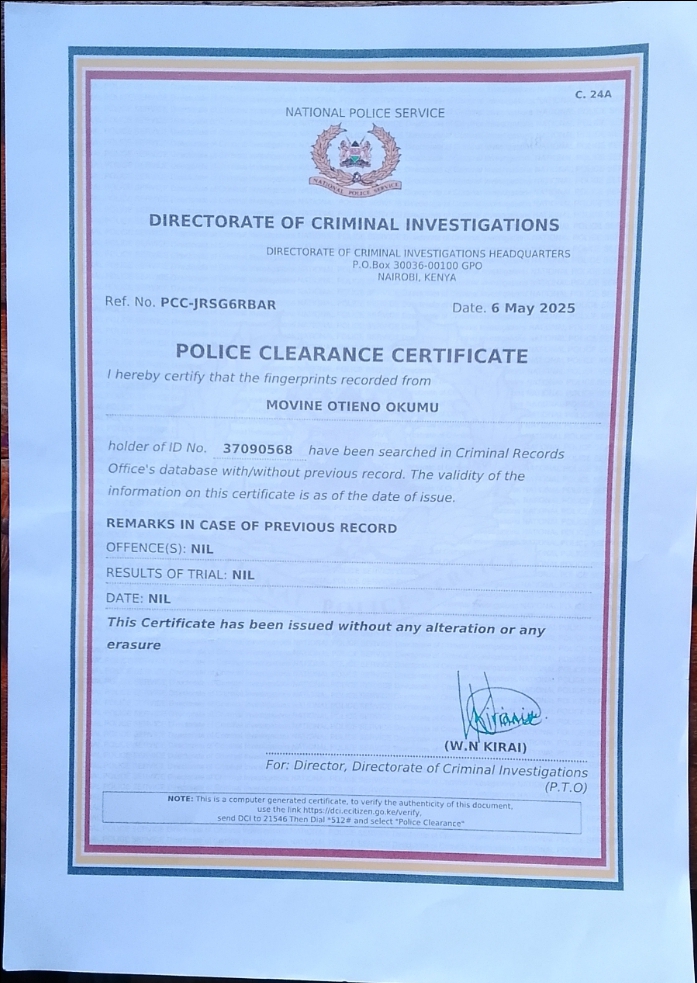 C. 24A
NATIONAL POLICE SERVICE
NATIONAL POLICE SERVICE
DIRECTORATE OF CRIMINAL INVESTIGATIONS
DIRECTORATE OF CRIMINAL INVESTIGATIONS HEADQUARTERS
P.O.Box 30036-00100 GPO
NAIROBI, KENYA
Ref. No. PCC-JRSG6RBAR
Date. 6 May 2025
POLICE CLEARANCE CERTIFICATE
I hereby certify that the fingerprints recorded from
MOVINE OTIENO OKUMU
holder of ID No. 37090568 have been searched in Criminal Records
Office's database with/without previous record. The validity of the
information on this certificate is as of the date of issue.
REMARKS IN CASE OF PREVIOUS RECORD
OFFENCE(S): NIL
RESULTS OF TRIAL: NIL
DATE: NIL
This Certificate has been issued without any alteration or any
erasure
(W.N KIRAI)
For: Director, Directorate of Criminal Investigations
(P.T.O)
NOTE: This is a computer generated certificate, to verify the authenticity of this document,
use the link https://dci.ecitizen.go.ke/verify,
send DCI to 21546 Then Dial *512# and select "Police Clearance"